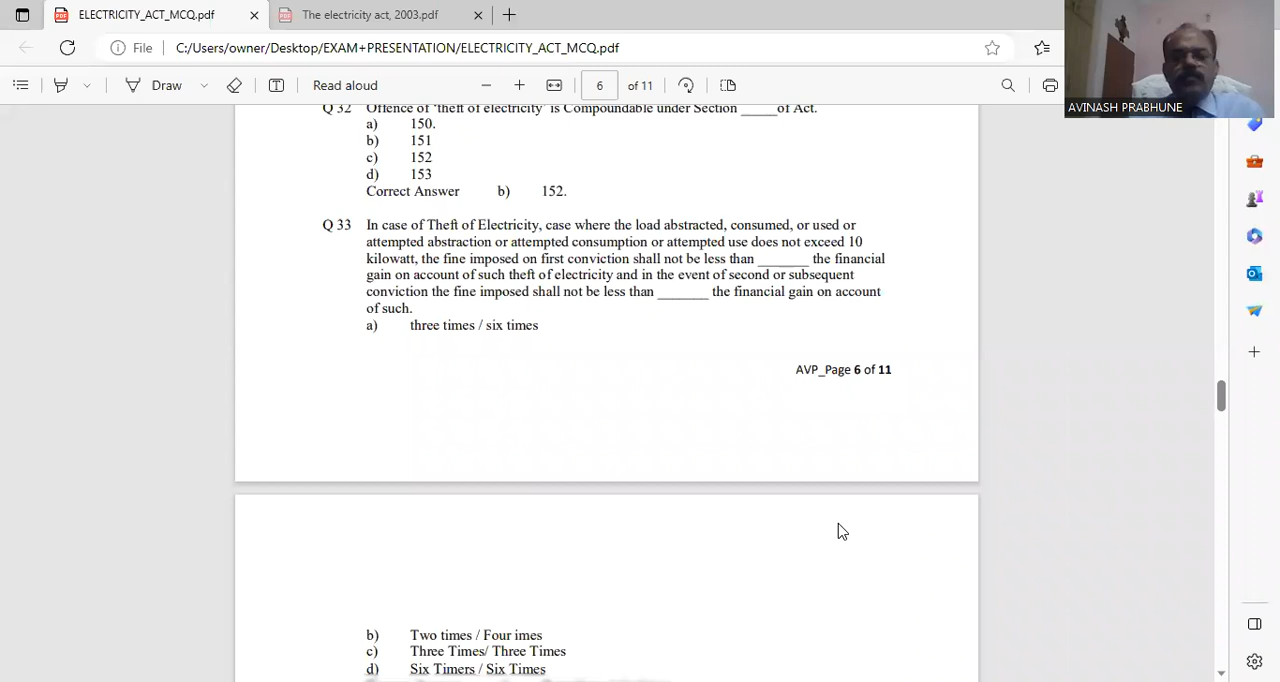 ELECTRICITY_ACT_MCQ.pdf
The electricity act, 2003.pdf
File
C:/Users/owner/Desktop/EXAM+PRESENTATION/ELECTRICITY_ACT_MCQ.pdf
Draw
Read aloud
6 of 11
AVINASH PRABHUNE
Q 32 Offence of 'theft of electricity' is Compoundable under Section _____of Act.
a) 150.
b) 151
c) 152
d) 153
Correct Answer b) 152.
Q 33 In case of Theft of Electricity, case where the load abstracted, consumed, or used or
attempted abstraction or attempted consumption or attempted use does not exceed 10
kilowatt, the fine imposed on first conviction shall not be less than _______ the financial
gain on account of such theft of electricity and in the event of second or subsequent
conviction the fine imposed shall not be less than _______ the financial gain on account
of such.
a) three times / six times
AVP_Page 6 of 11
b) Two times / Four imes
c) Three Times/ Three Times
d) Six Timers / Six Times